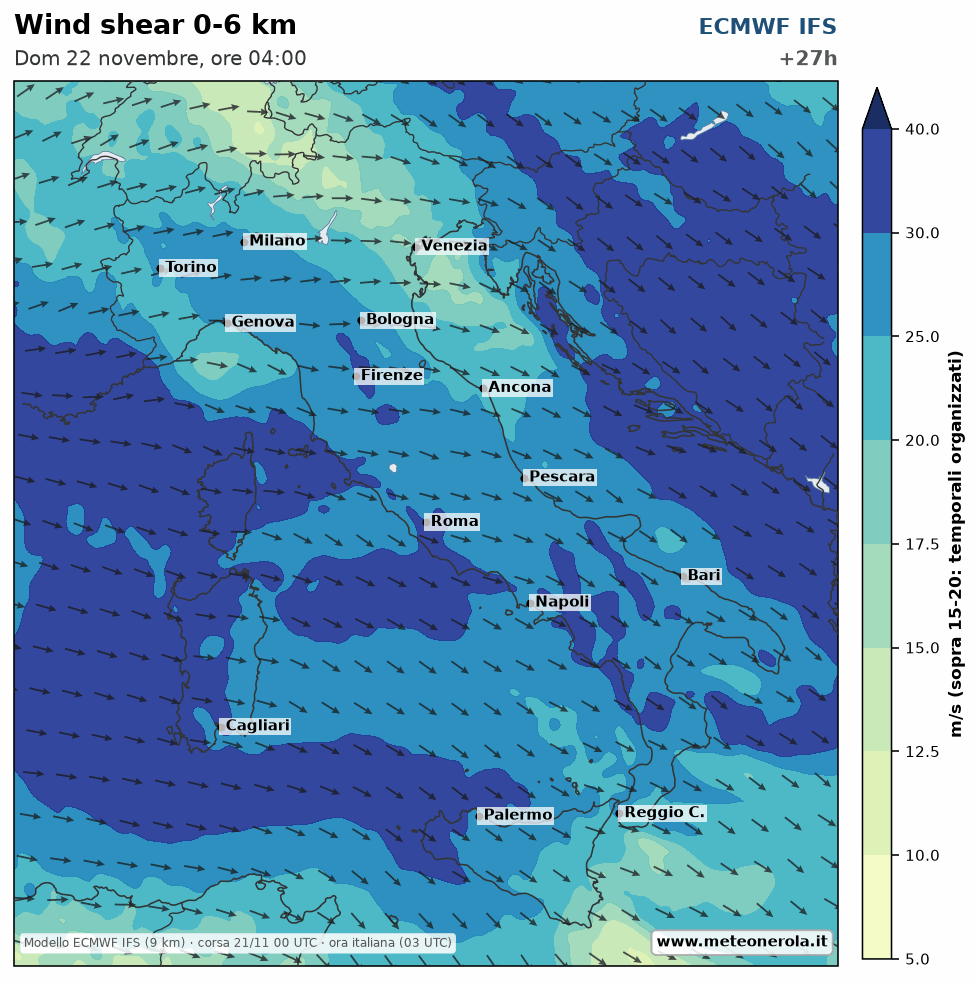 Wind shear 0-6 km
ECMWF IFS
Dom 22 novembre, ore 04:00
+27h
40.0
30.0
25.0
20.0
17.5
15.0
12.5
10.0
5.0
m/s (sopra 15-20: temporali organizzati)
Milano
Venezia
Torino
Genova
Bologna
Firenze
Ancona
Pescara
Roma
Bari
Napoli
Cagliari
Palermo
Reggio C.
Modello ECMWF IFS (9 km) · corsa 21/11 00 UTC · ora italiana (03 UTC)
www.meteonerola.it